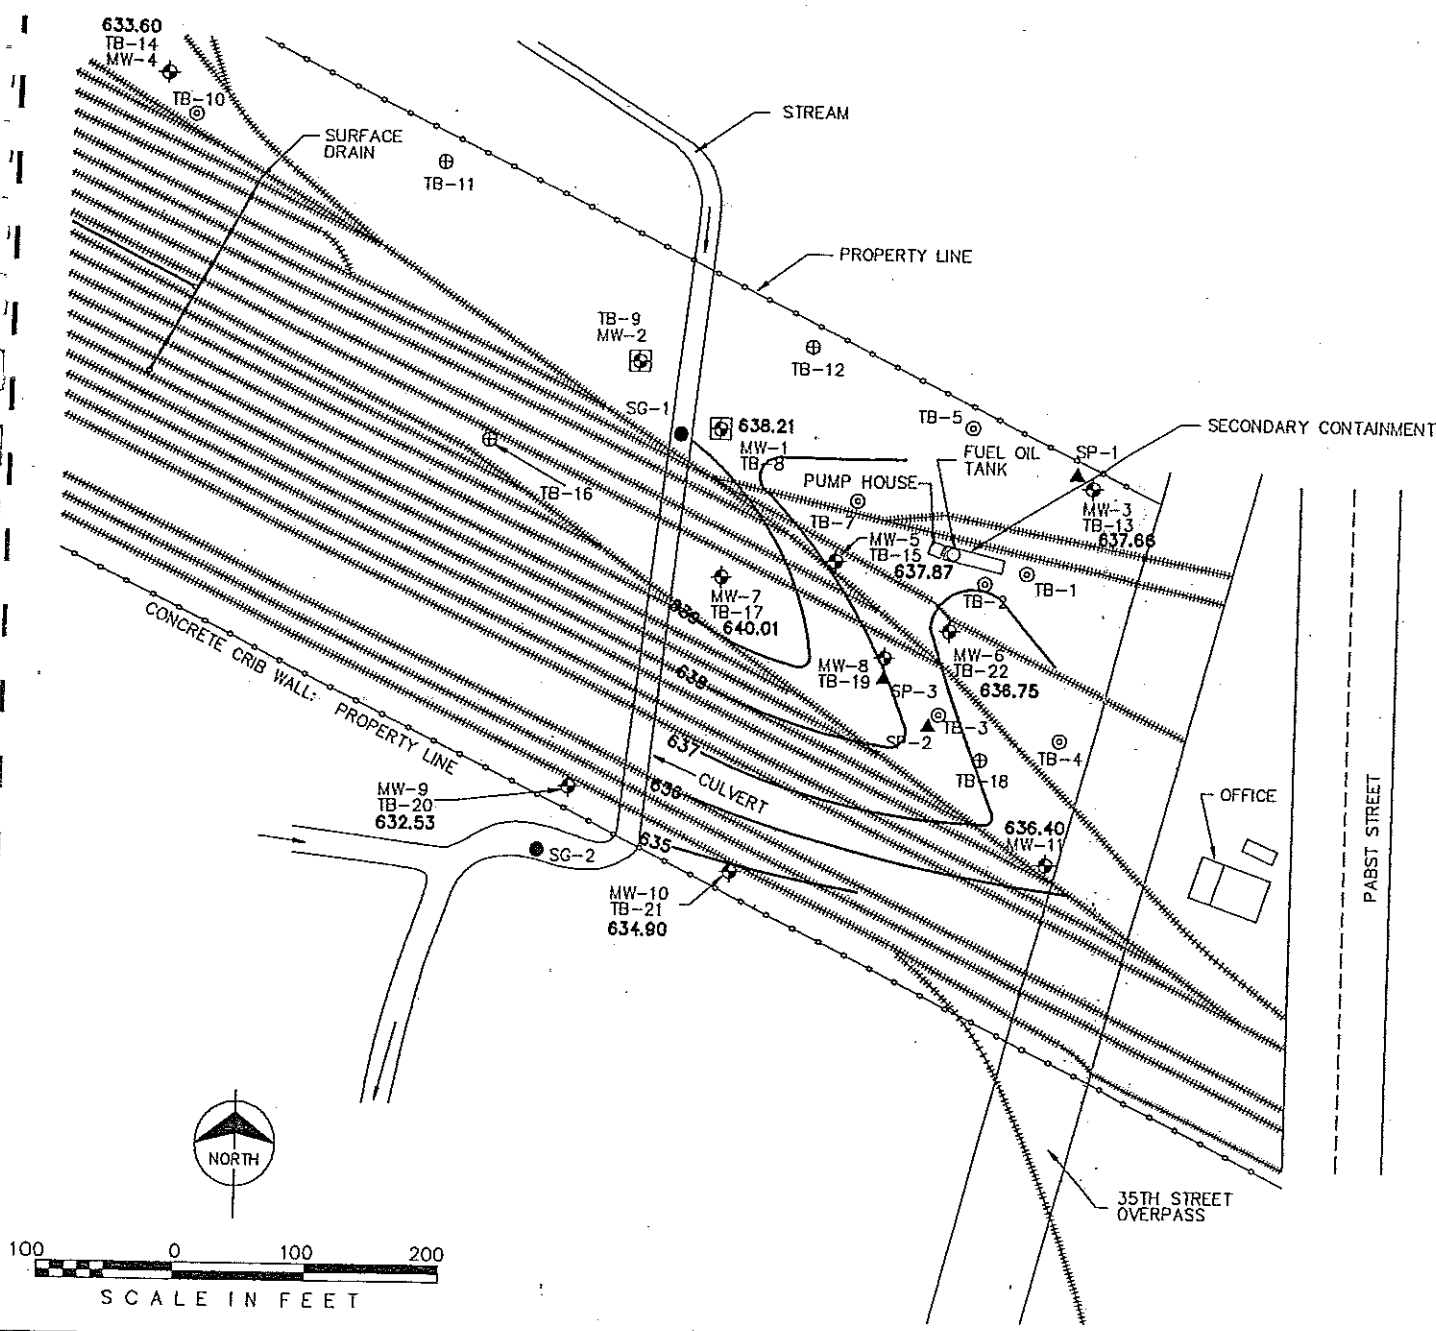 633.60
TB-14
MW-4
TB-10
SURFACE
DRAIN
TB-11
STREAM
PROPERTY LINE
TB-9
MW-2
TB-12
SG-1
638.21
MW-1
TB-8
TB-5
SECONDARY CONTAINMENT
FUEL OIL
TANK
SP-1
PUMP HOUSE
TB-7
TB-16
MW-3
TB-13
637.66
MW-5
TB-15
637.87
TB-2
TB-1
MW-7
TB-17
640.01
639
CONCRETE CRIB WALL: PROPERTY LINE
MW-8
TB-19
SP-3
MW-6
TB-22
636.75
638
SP-2
TB-3
TB-4
637
TB-18
CULVERT
636
MW-9
TB-20
632.53
OFFICE
PABST STREET
636.40
MW-11
635
SG-2
MW-10
TB-21
634.90
NORTH
35TH STREET
OVERPASS
100 0 100 200
SCALE IN FEET